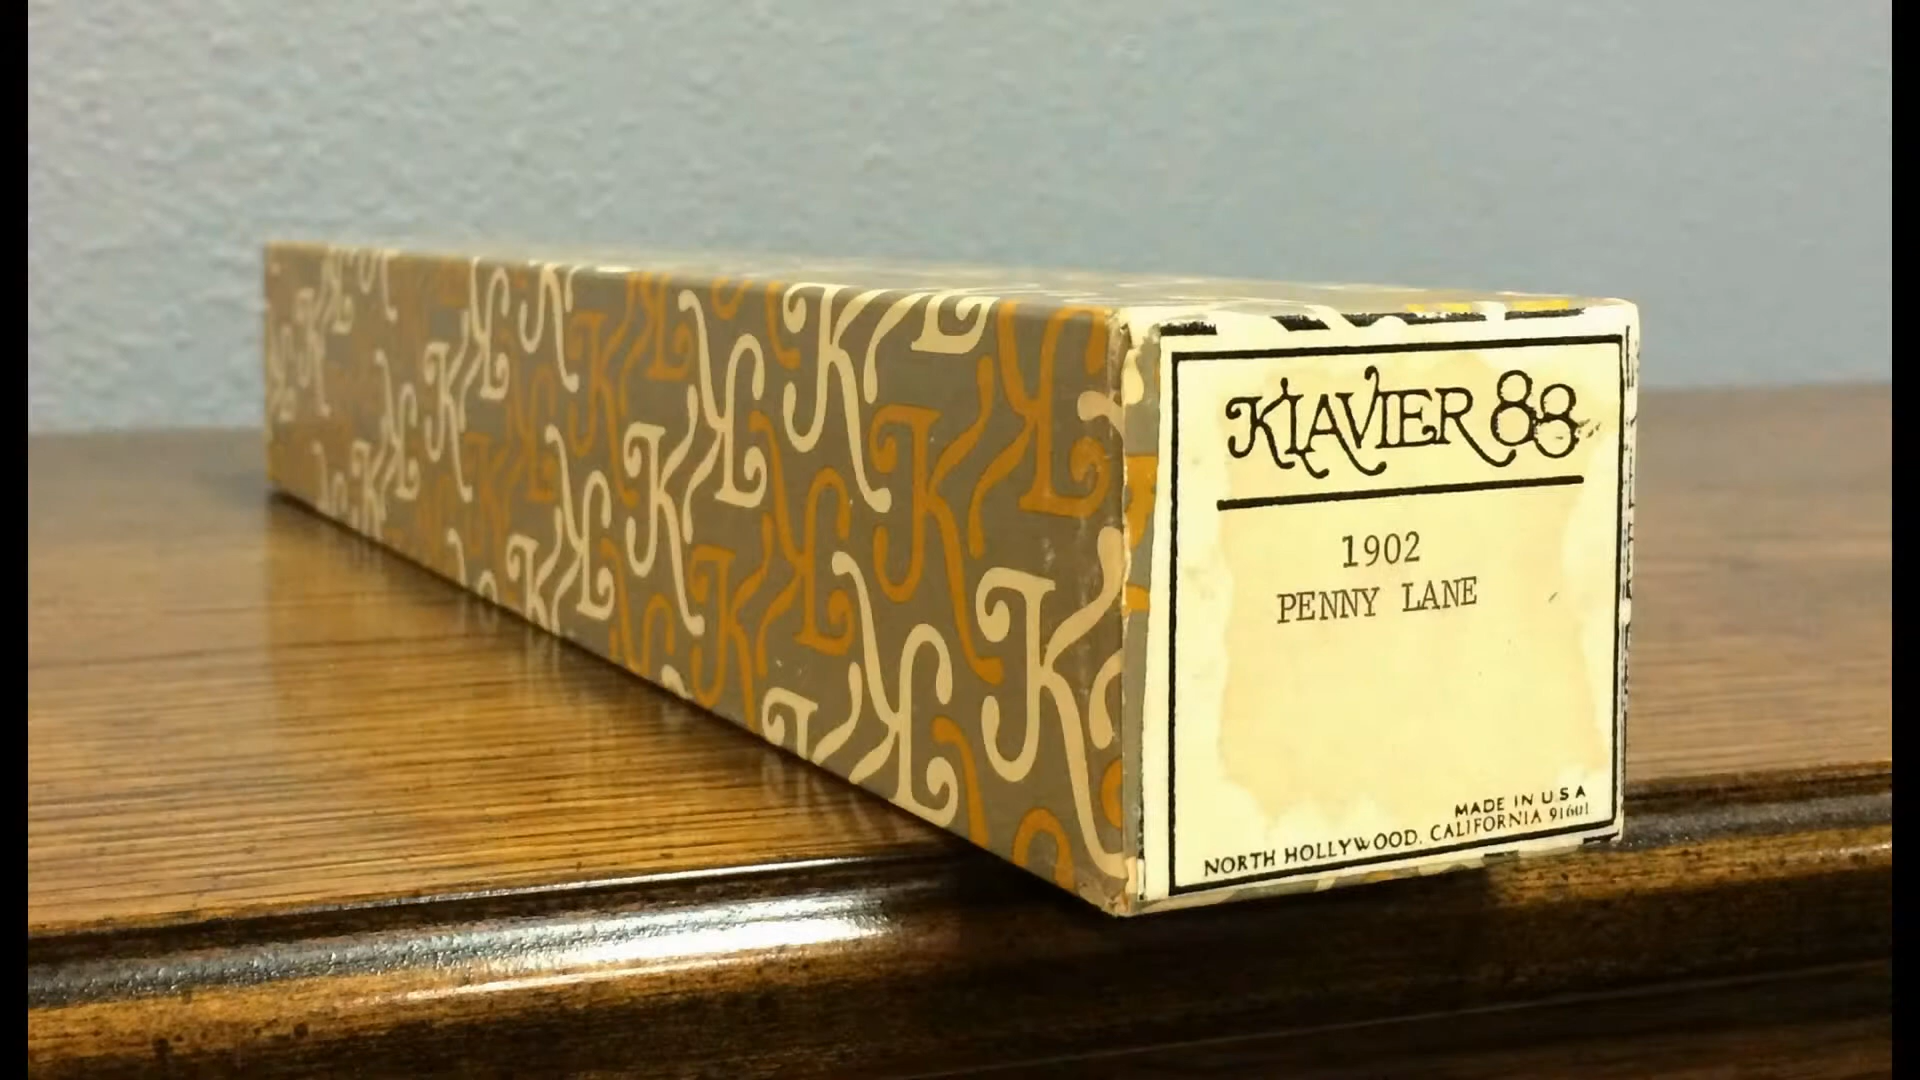 KLAVIER 88
1902
PENNY LANE
MADE IN U.S.A
NORTH HOLLYWOOD, CALIFORNIA 91601